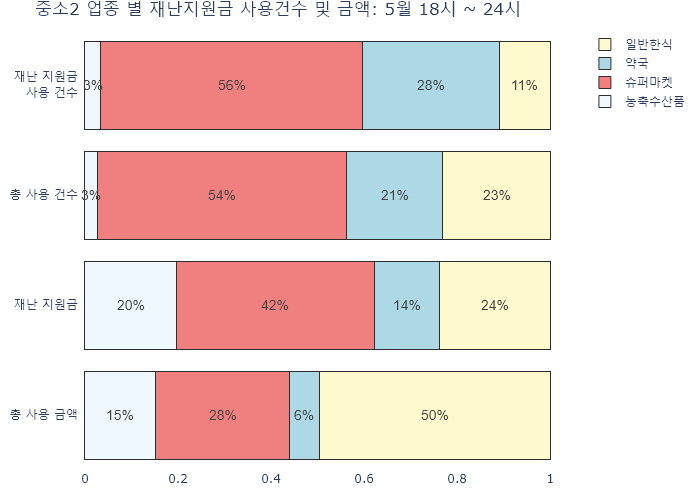 중소2 업종 별 재난지원금 사용건수 및 금액: 5월 18시 ~ 24시
일반한식
약국
슈퍼마켓
농축수산품
재난 지원금
사용 건수
3%
56%
28%
11%
총 사용 건수
3%
54%
21%
23%
재난 지원금
20%
42%
14%
24%
총 사용 금액
15%
28%
6%
50%
0
0.2
0.4
0.6
0.8
1